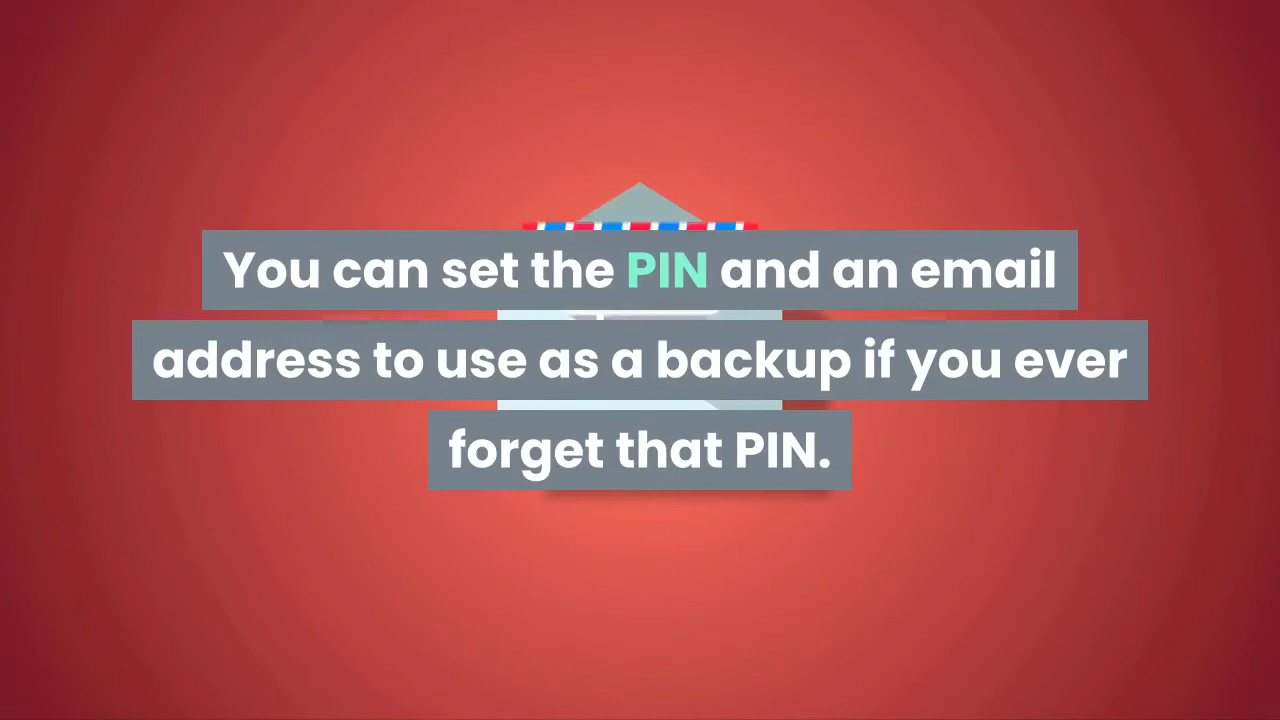 You can set the PIN and an email
address to use as a backup if you ever
forget that PIN.